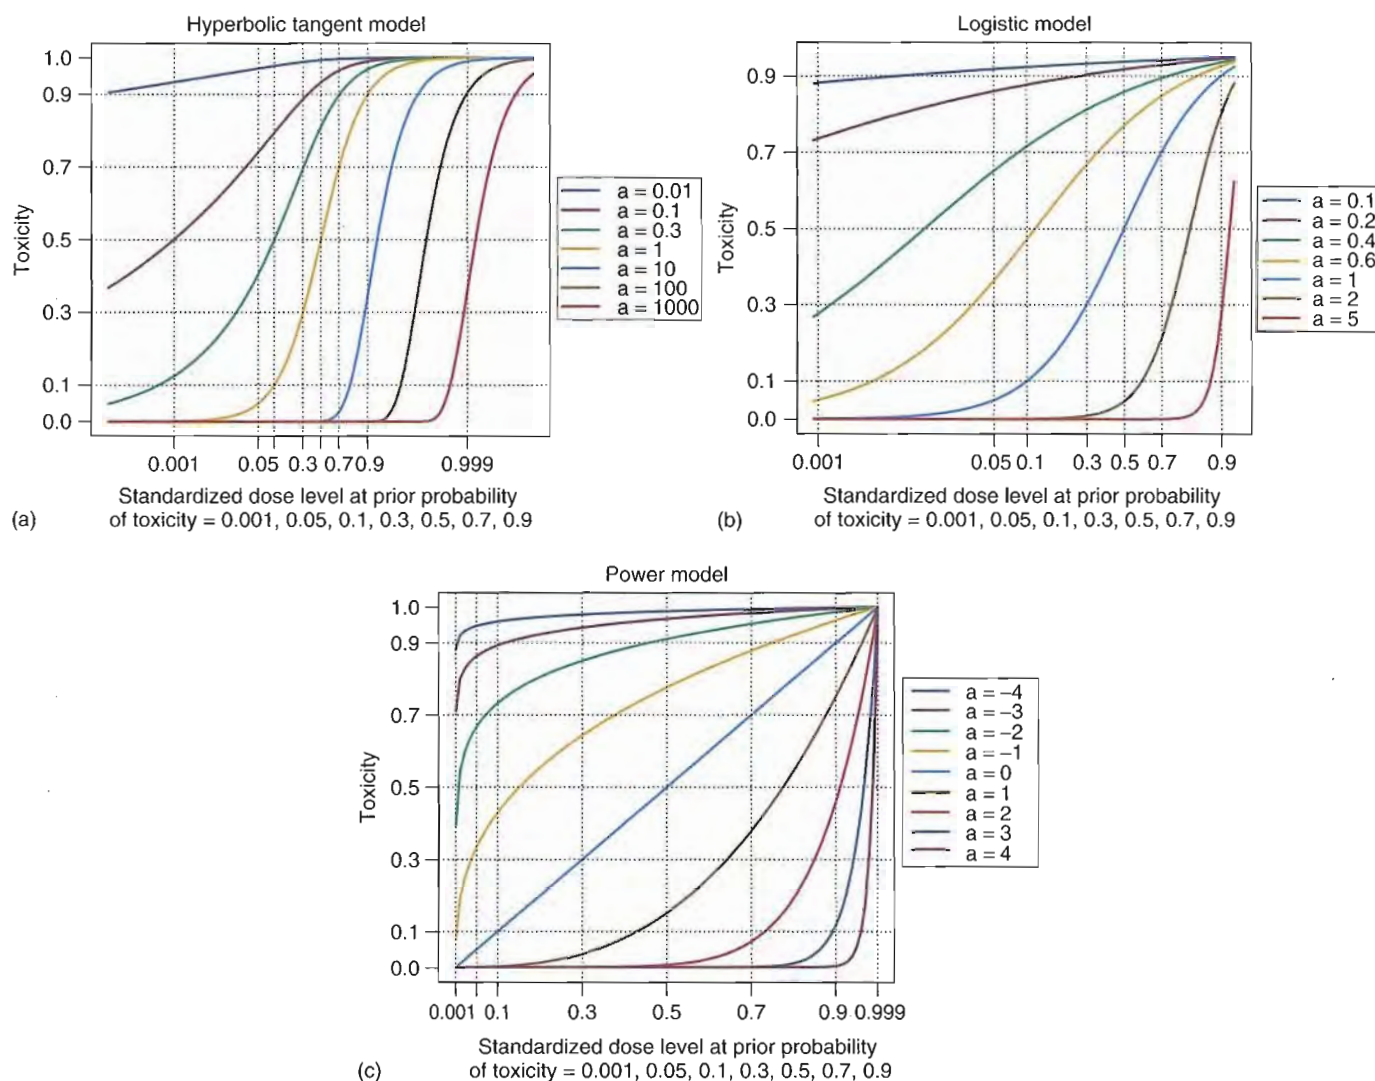 Hyperbolic tangent model
Toxicity
1.0
0.9
0.7
0.5
0.3
0.1
0.0
0.001 0.05 0.3 0.7 0.9 0.999
Standardized dose level at prior probability
of toxicity = 0.001, 0.05, 0.1, 0.3, 0.5, 0.7, 0.9
(a)
a = 0.01
a = 0.1
a = 0.3
a = 1
a = 10
a = 100
a = 1000
Logistic model
Toxicity
0.9
0.7
0.5
0.3
0.1
0.0
0.001 0.05 0.1 0.3 0.5 0.7 0.9
Standardized dose level at prior probability
of toxicity = 0.001, 0.05, 0.1, 0.3, 0.5, 0.7, 0.9
(b)
a = 0.1
a = 0.2
a = 0.4
a = 0.6
a = 1
a = 2
a = 5
Power model
Toxicity
1.0
0.9
0.7
0.5
0.3
0.1
0.0
0.001 0.1 0.3 0.5 0.7 0.9 0.999
Standardized dose level at prior probability
of toxicity = 0.001, 0.05, 0.1, 0.3, 0.5, 0.7, 0.9
(c)
a = −4
a = −3
a = −2
a = −1
a = 0
a = 1
a = 2
a = 3
a = 4